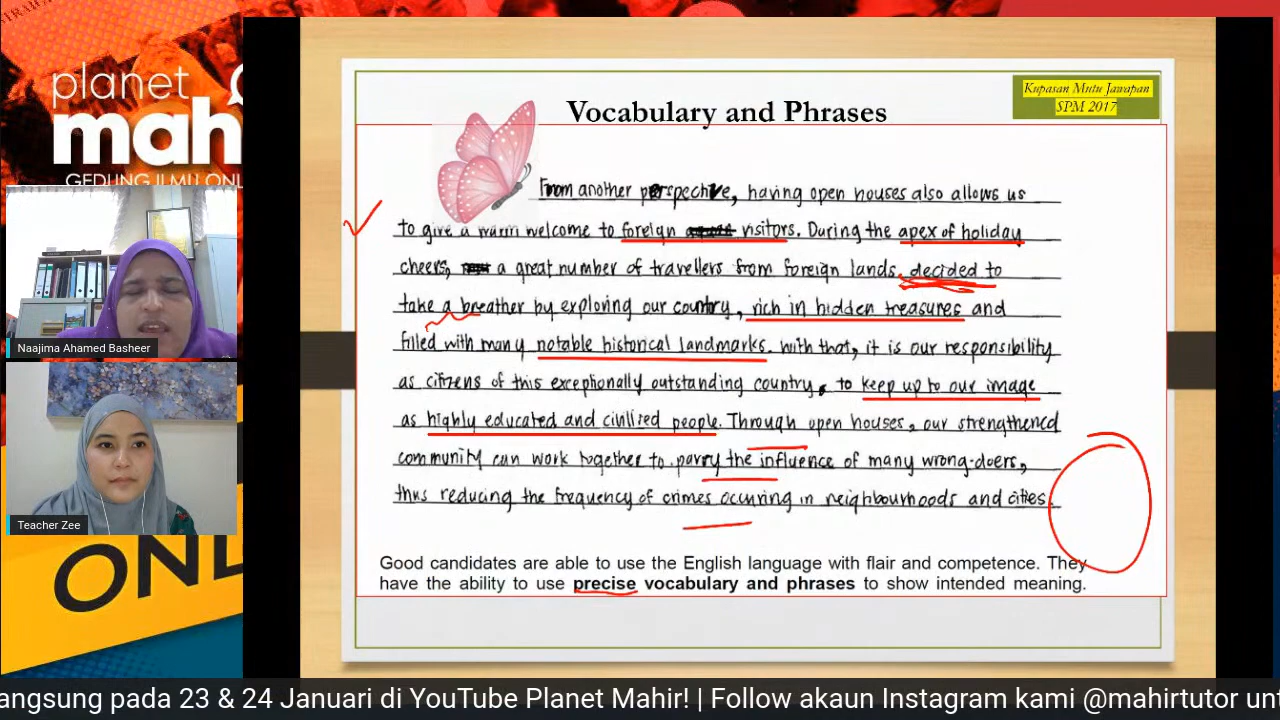 planet
mah
GEDUNG ILMU ONL
Naajima Ahamed Basheer
Teacher Zee
ONL
Vocabulary and Phrases
Kupasan Mutu Jawapan
SPM 2017
From another perspective, having open houses also allows us
to give a warm welcome to foreign visitors. During the apex of holiday
cheers, a great number of travellers from foreign lands decided to
take a breather by exploring our country, rich in hidden treasures and
filled with many notable historical landmarks. With that, it is our responsibility
as citizens of this exceptionally outstanding country, to keep up to our image
as highly educated and civilized people. Through open houses, our strengthened
community can work together to parry the influence of many wrong-doers,
thus reducing the frequency of crimes occuring in neighbourhoods and cities.
Good candidates are able to use the English language with flair and competence. They
have the ability to use precise vocabulary and phrases to show intended meaning.
angsung pada 23 & 24 Januari di YouTube Planet Mahir! | Follow akaun Instagram kami @mahirtutor unt